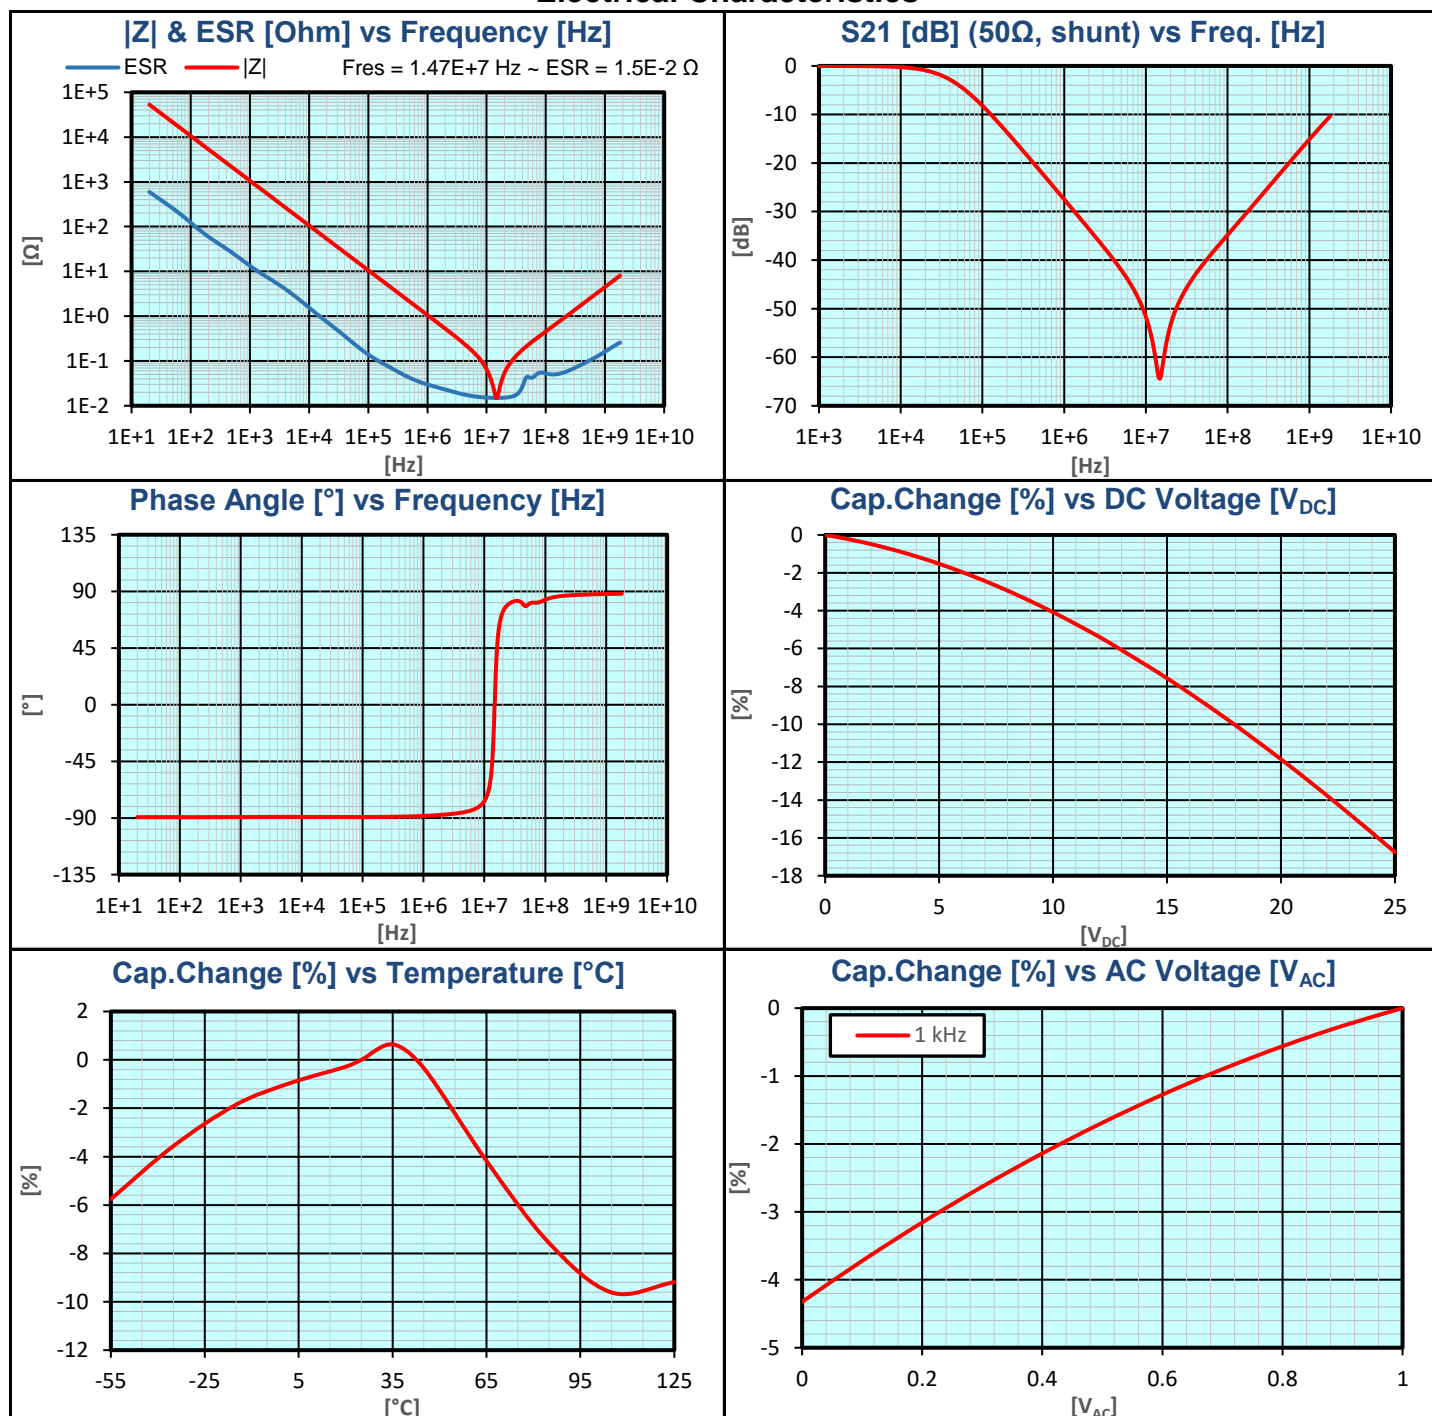 |Z| & ESR [Ohm] vs Frequency [Hz]
ESR |Z| Fres = 1.47E+7 Hz ~ ESR = 1.5E-2 Ω
1E+5
1E+4
1E+3
1E+2
1E+1
1E+0
1E-1
1E-2
[Ω]
1E+1 1E+2 1E+3 1E+4 1E+5 1E+6 1E+7 1E+8 1E+9 1E+10
[Hz]
S21 [dB] (50Ω, shunt) vs Freq. [Hz]
0
-10
-20
-30
-40
-50
-60
-70
[dB]
1E+3 1E+4 1E+5 1E+6 1E+7 1E+8 1E+9 1E+10
[Hz]
Phase Angle [°] vs Frequency [Hz]
135
90
45
0
-45
-90
-135
[°]
1E+1 1E+2 1E+3 1E+4 1E+5 1E+6 1E+7 1E+8 1E+9 1E+10
[Hz]
Cap.Change [%] vs DC Voltage [VDC]
0
-2
-4
-6
-8
-10
-12
-14
-16
-18
[%]
0 5 10 15 20 25
[VDC]
Cap.Change [%] vs Temperature [°C]
2
0
-2
-4
-6
-8
-10
-12
[%]
-55 -25 5 35 65 95 125
[°C]
Cap.Change [%] vs AC Voltage [VAC]
1 kHz
0
-1
-2
-3
-4
-5
[%]
0 0.2 0.4 0.6 0.8 1
[VAC]